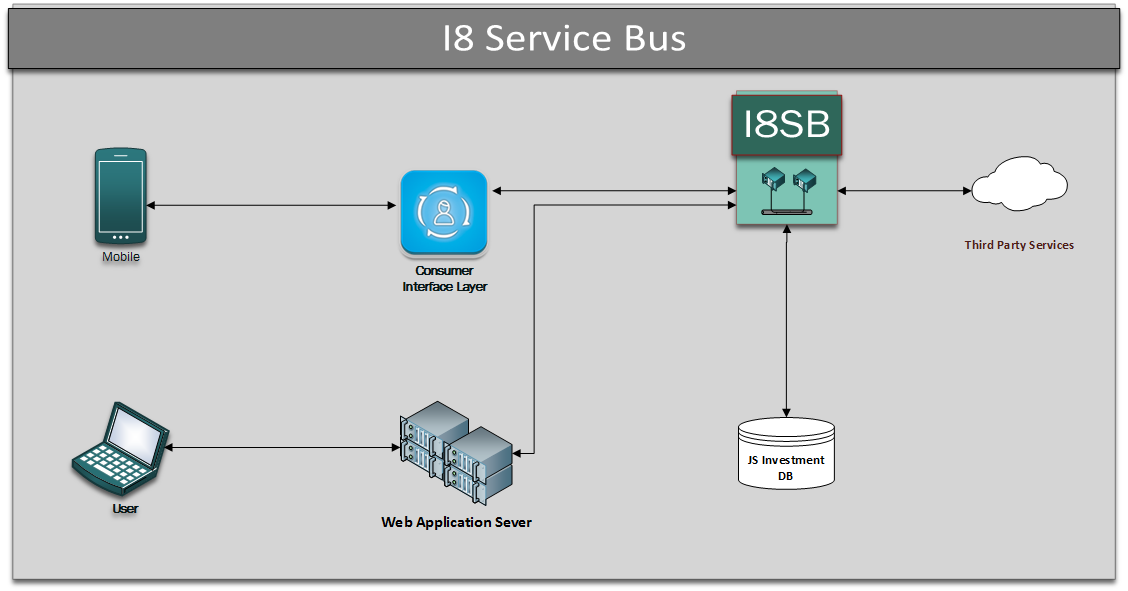 I8 Service Bus
I8SB
Mobile
Consumer
Interface Layer
Third Party Services
User
Web Application Sever
JS Investment
DB